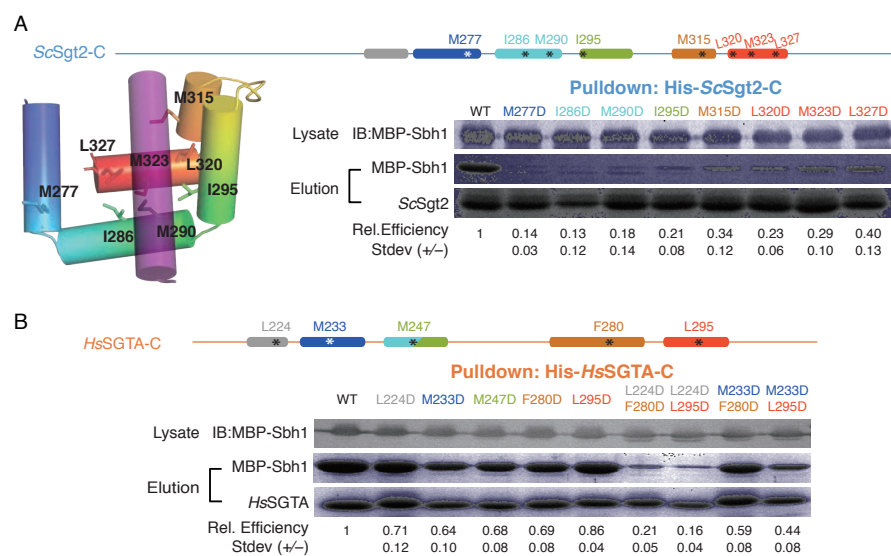 A
ScSgt2-C
M277
I286
M290
I295
M315
L320
M323
L327
* * * * * * * *
M315
L327
M323
L320
M277
I295
I286
M290
Pulldown: His-ScSgt2-C
WT M277D I286D M290D I295D M315D L320D M323D L327D
Lysate IB:MBP-Sbh1
MBP-Sbh1
Elution
ScSgt2
Rel.Efficiency 1 0.14 0.13 0.18 0.21 0.34 0.23 0.29 0.40
Stdev (+/–) 0.03 0.12 0.14 0.08 0.12 0.06 0.10 0.13
B
L224 M233 M247 F280 L295
HsSGTA-C
* * * * *
Pulldown: His-HsSGTA-C
L224D L224D M233D M233D
WT L224D M233D M247D F280D L295D F280D L295D F280D L295D
Lysate IB:MBP-Sbh1
MBP-Sbh1
Elution
HsSGTA
Rel. Efficiency 1 0.71 0.64 0.68 0.69 0.86 0.21 0.16 0.59 0.44
Stdev (+/–) 0.12 0.10 0.08 0.08 0.04 0.05 0.04 0.08 0.08